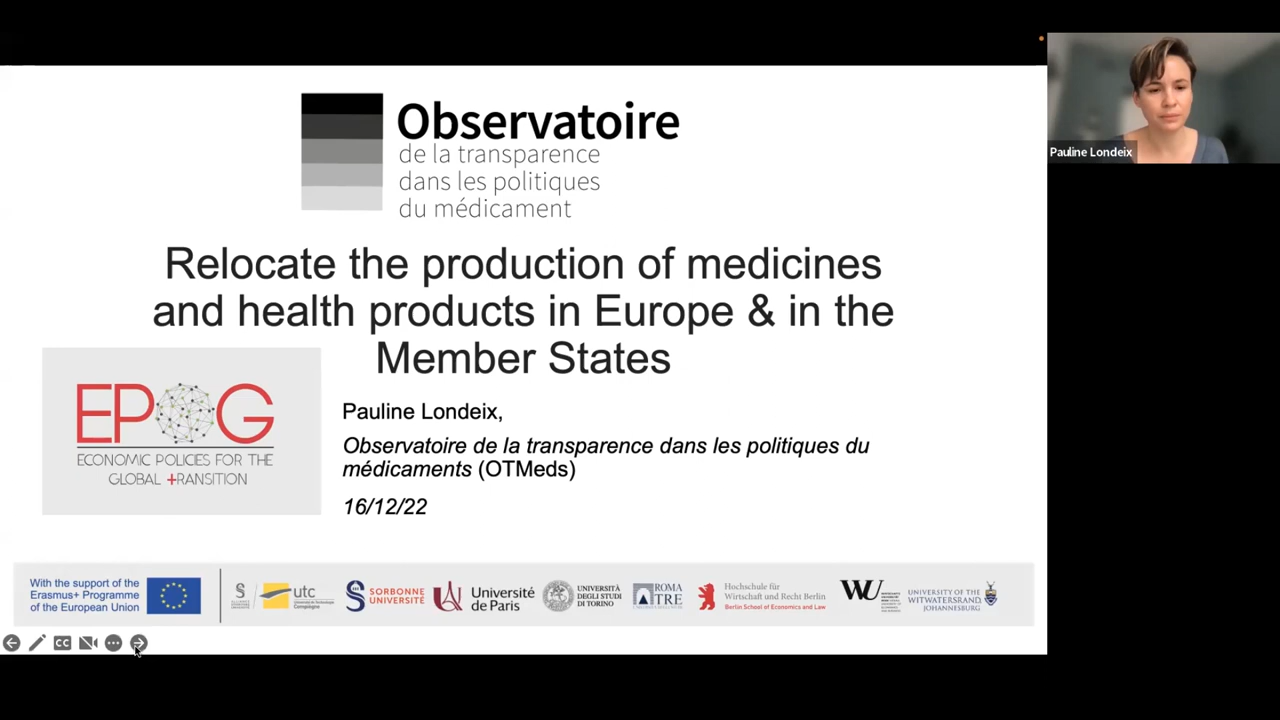 Observatoire
de la transparence
dans les politiques
du médicament
Pauline Londeix
Relocate the production of medicines
and health products in Europe & in the
Member States
EPOG
ECONOMIC POLICIES FOR THE
GLOBAL +RANSITION
Pauline Londeix,
Observatoire de la transparence dans les politiques du
médicaments (OTMeds)
16/12/22
With the support of the
Erasmus+ Programme
of the European Union
utc
SORBONNE
UNIVERSITÉ
Université
de Paris
UNIVERSITÀ
DEGLI STUDI
DI TORINO
ROMA
TRE
Hochschule für
Wirtschaft und Recht Berlin
Berlin School of Economics and Law
WU
UNIVERSITY OF THE
WITWATERSRAND,
JOHANNESBURG
CC